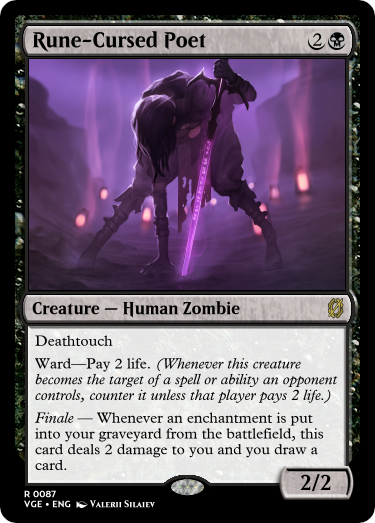 Rune-Cursed Poet 2
Creature — Human Zombie
Deathtouch
Ward—Pay 2 life. (Whenever this creature
becomes the target of a spell or ability an opponent
controls, counter it unless that player pays 2 life.)
Finale — Whenever an enchantment is put
into your graveyard from the battlefield, this
card deals 2 damage to you and you draw a
card.
2/2
R 0087
VGE • ENG Valerii Silaiev